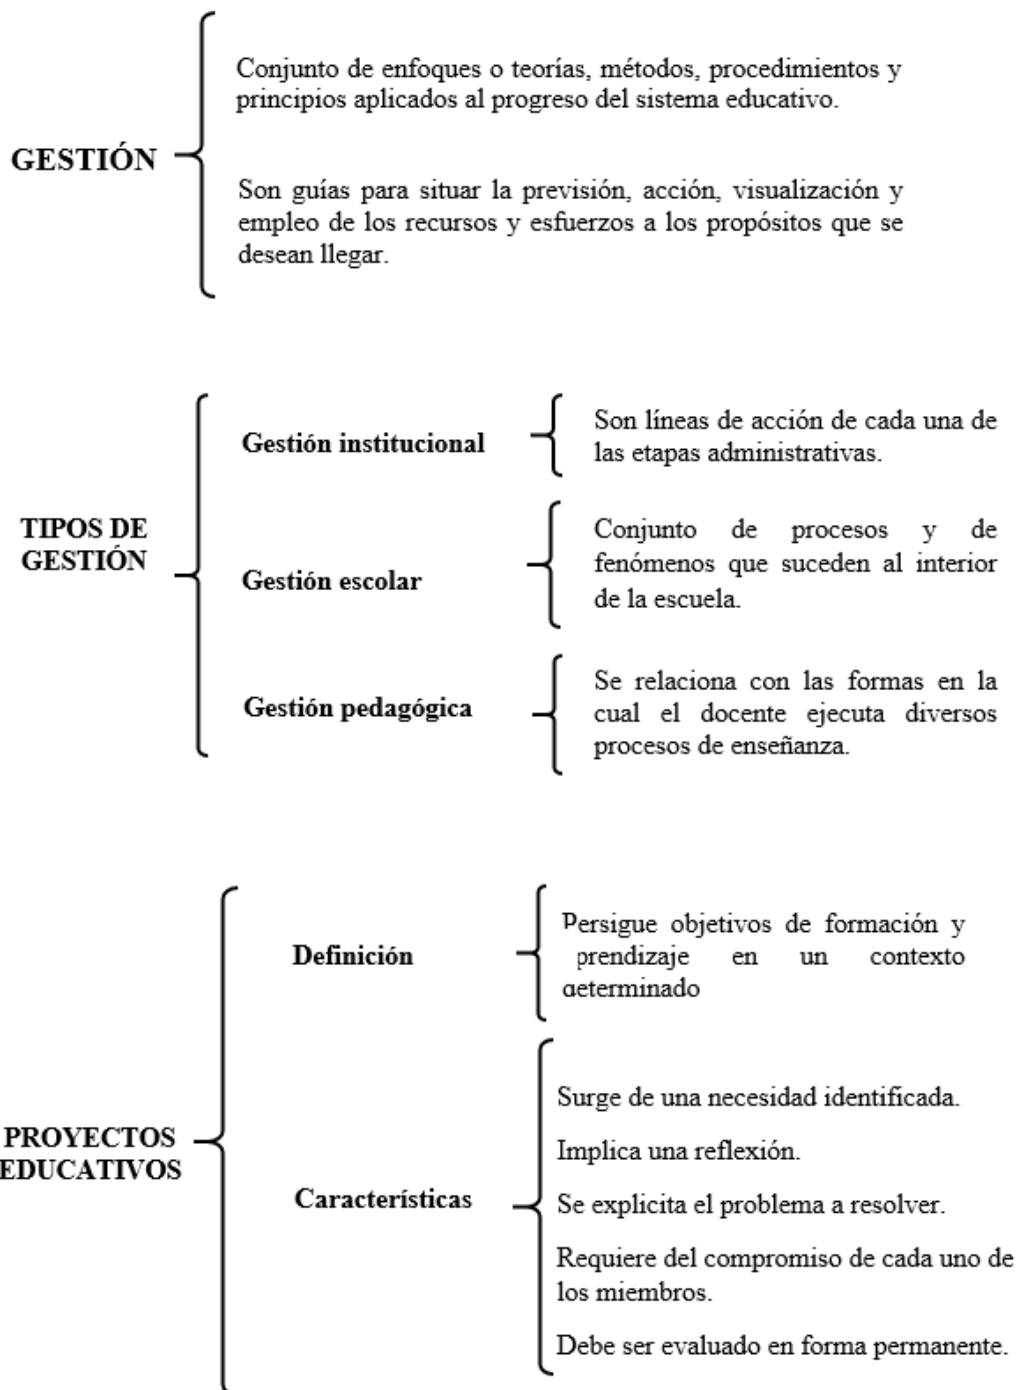 GESTIÓN
Conjunto de enfoques o teorías, métodos, procedimientos y
principios aplicados al progreso del sistema educativo.
Son guías para situar la previsión, acción, visualización y
empleo de los recursos y esfuerzos a los propósitos que se
desean llegar.
TIPOS DE
GESTIÓN
Gestión institucional
Son líneas de acción de cada una de
las etapas administrativas.
Gestión escolar
Conjunto de procesos y de
fenómenos que suceden al interior
de la escuela.
Gestión pedagógica
Se relaciona con las formas en la
cual el docente ejecuta diversos
procesos de enseñanza.
PROYECTOS
EDUCATIVOS
Definición
Persigue objetivos de formación y
prendizaje en un contexto
determinado
Características
Surge de una necesidad identificada.
Implica una reflexión.
Se explicita el problema a resolver.
Requiere del compromiso de cada uno de
los miembros.
Debe ser evaluado en forma permanente.